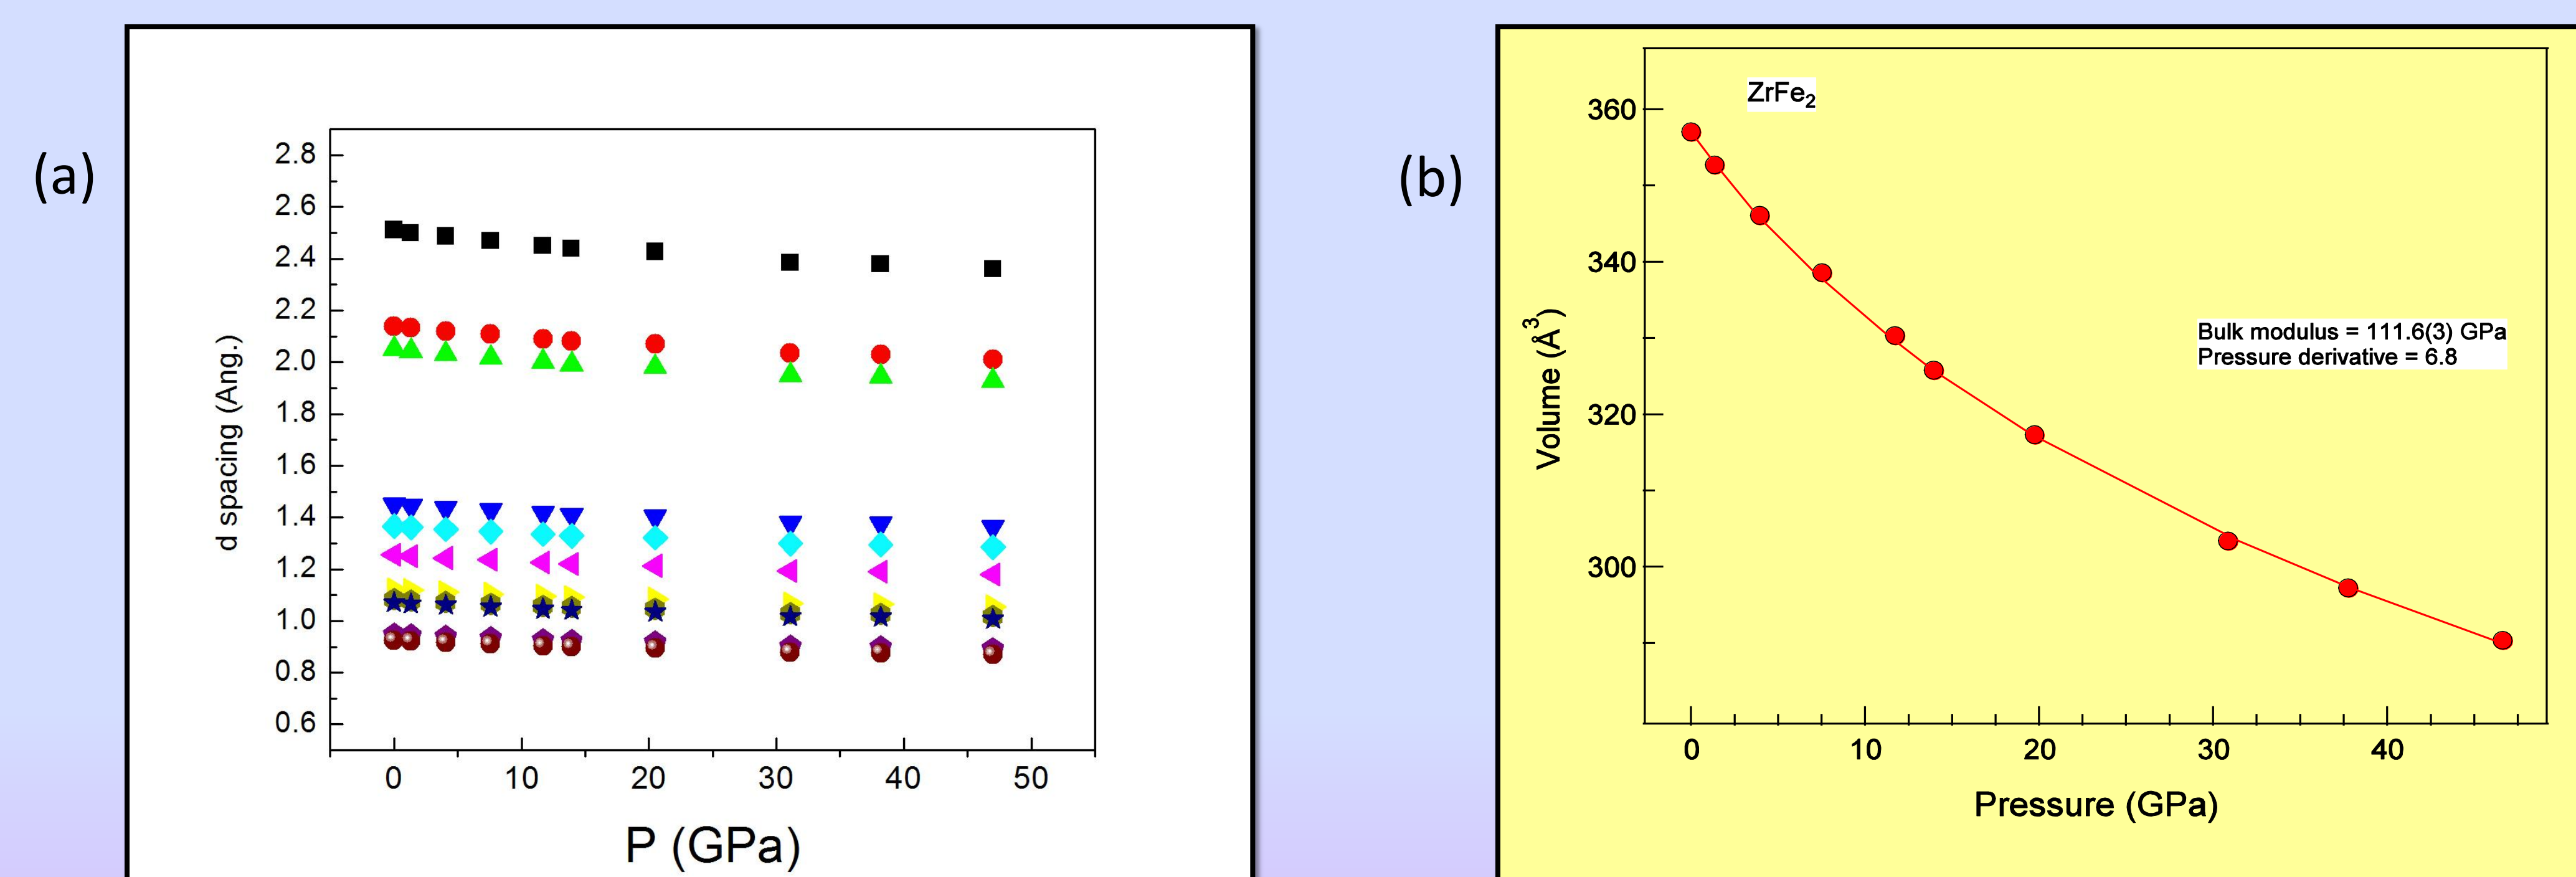 (a)
2.8
2.6
2.4
2.2
2.0
1.8
1.6
1.4
1.2
1.0
0.8
0.6
d spacing (Ang.)
0 10 20 30 40 50
P (GPa)
(b)
ZrFe₂
360
340
320
300
Volume (Å³)
Bulk modulus = 111.6(3) GPa
Pressure derivative = 6.8
0 10 20 30 40
Pressure (GPa)